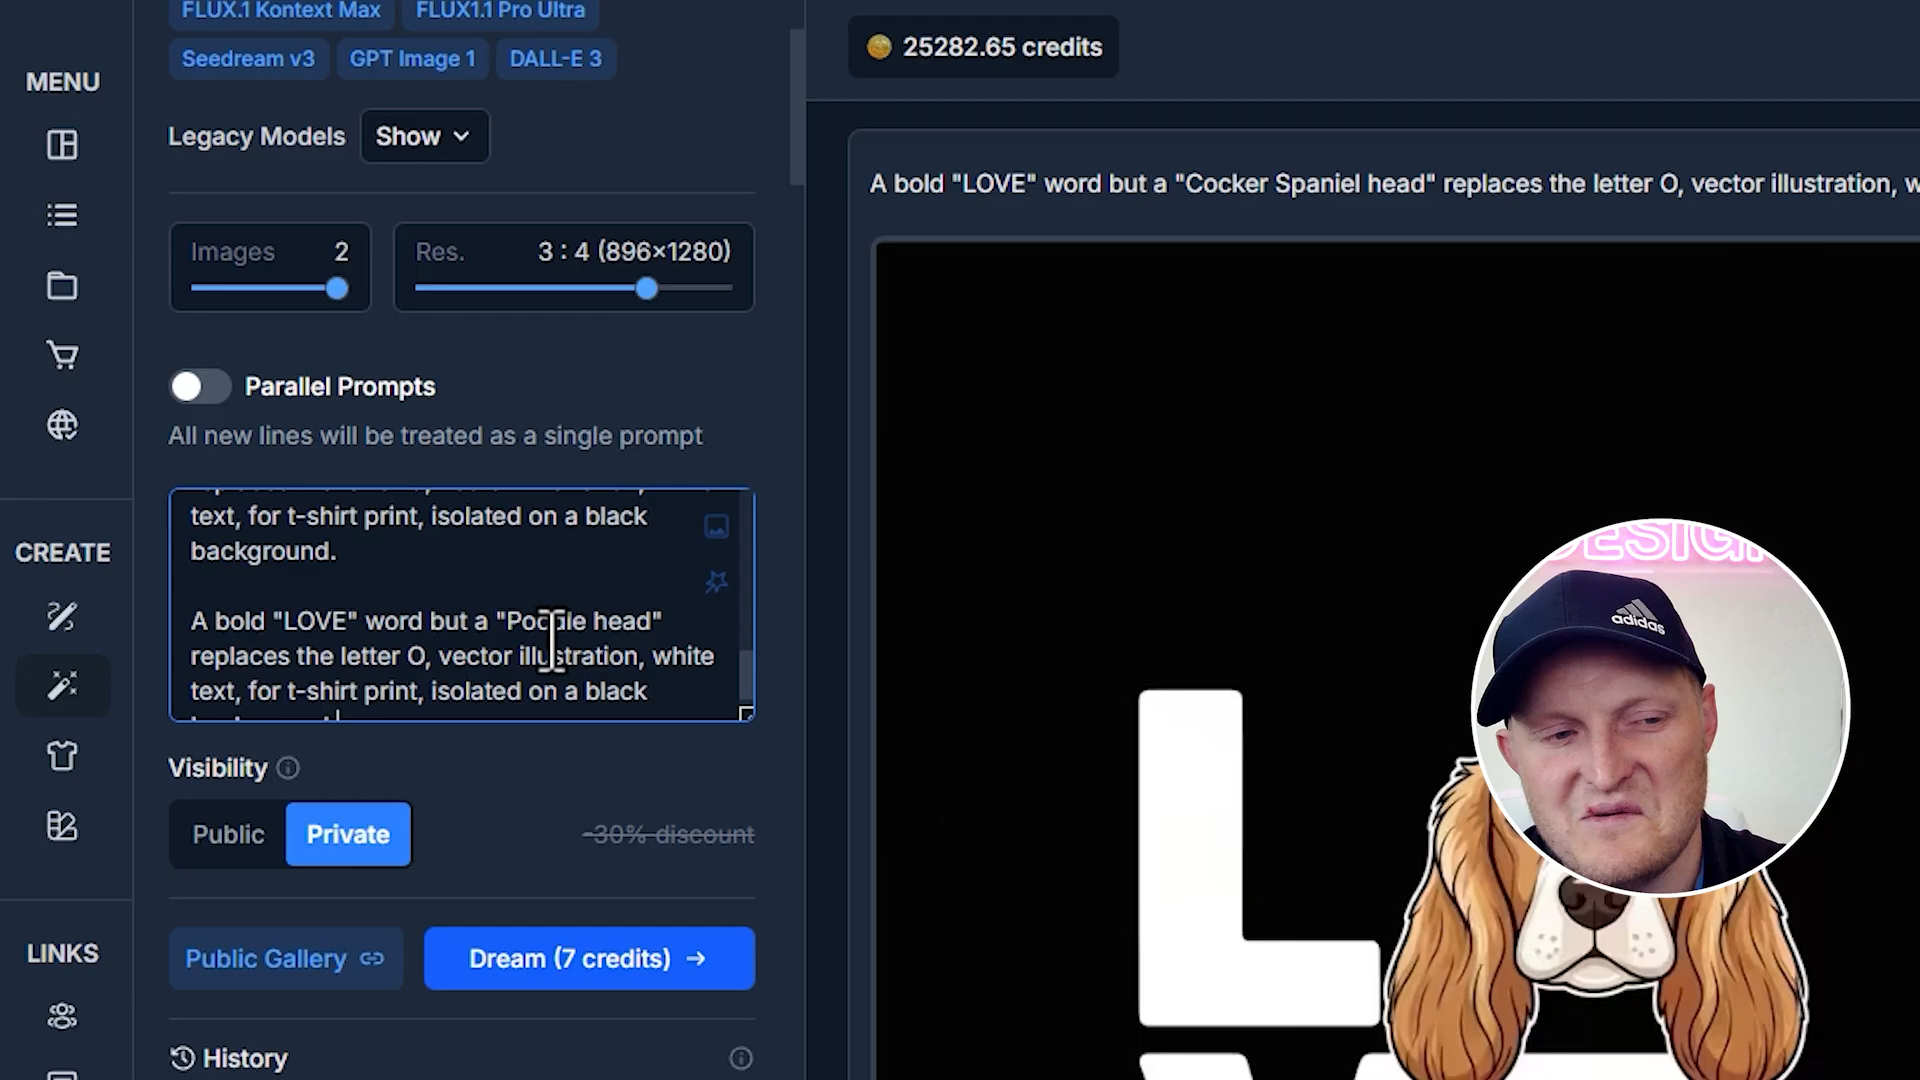 FLUX.1 Kontext Max
FLUX1.1 Pro Ultra
Seedream v3
GPT Image 1
DALL-E 3
MENU
Legacy Models
Show
Images 2
Res. 3 : 4 (896×1280)
Parallel Prompts
All new lines will be treated as a single prompt
text, for t-shirt print, isolated on a black
background.
A bold "LOVE" word but a "Poodle head"
replaces the letter O, vector illustration, white
text, for t-shirt print, isolated on a black
Visibility
Public
Private
-30% discount
Public Gallery
Dream (7 credits) →
History
CREATE
LINKS
25282.65 credits
A bold "LOVE" word but a "Cocker Spaniel head" replaces the letter O, vector illustration, w
L
DESIGN
adidas